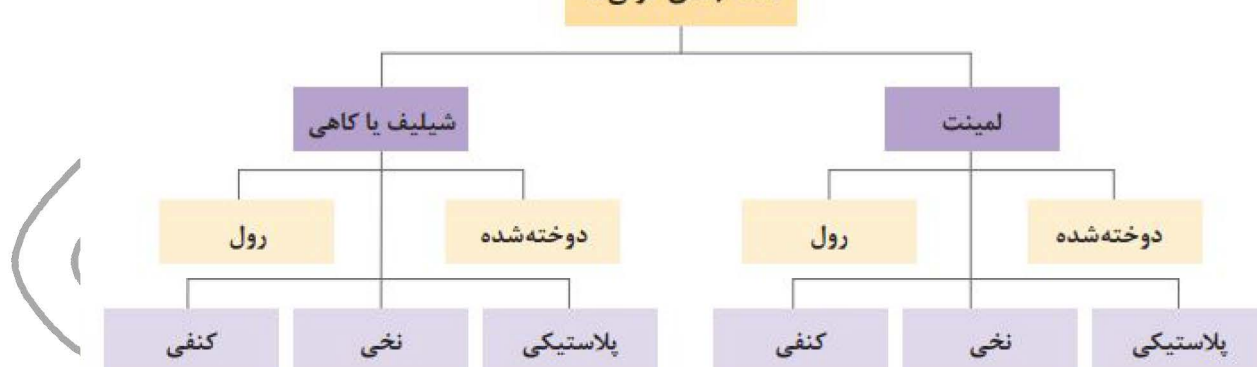 لمینت
شیلیف یا کاهی
دوخته‌شده
رول
دوخته‌شده
رول
پلاستیکی
نخی
کنفی
پلاستیکی
نخی
کنفی